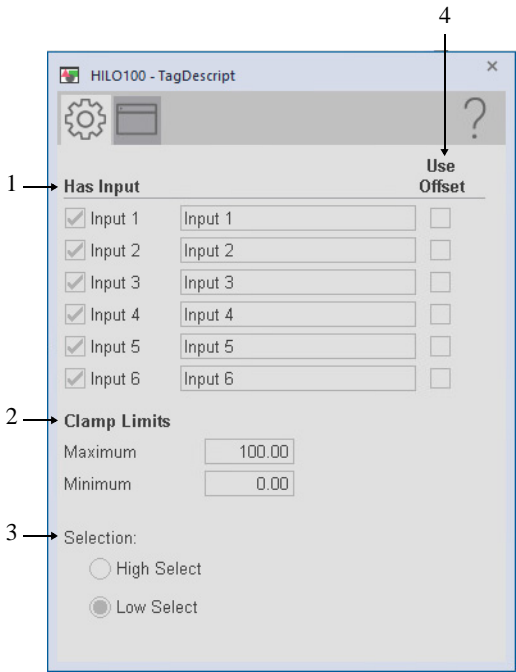 4
HILO100 - TagDescript
×
?
Use
Offset
1
Has Input
Input 1 Input 1
Input 2 Input 2
Input 3 Input 3
Input 4 Input 4
Input 5 Input 5
Input 6 Input 6
2
Clamp Limits
Maximum 100.00
Minimum 0.00
3
Selection:
High Select
Low Select